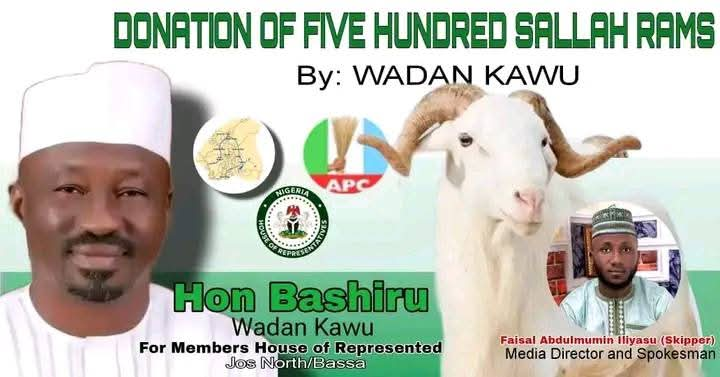 DONATION OF FIVE HUNDRED SALLAH RAMS
By: WADAN KAWU
APC
NIGERIA
HOUSE OF REPRESENTATIVES
Hon Bashiru
Wadan Kawu
For Members House of Represented
Jos North/Bassa
Faisal Abdulmumin Iliyasu (Skipper)
Media Director and Spokesman